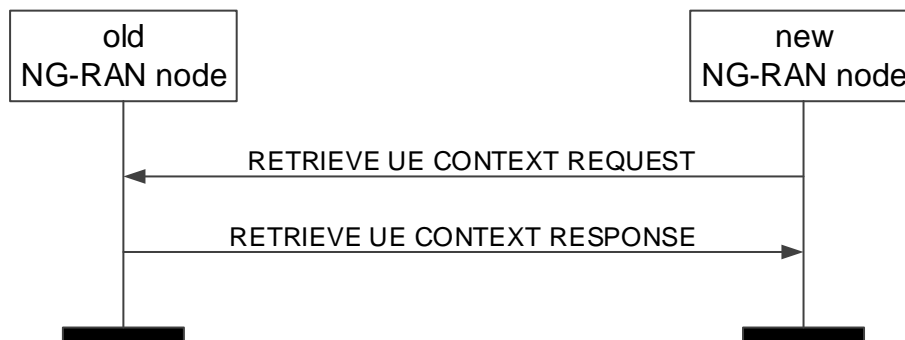 old
NG-RAN node
new
NG-RAN node
RETRIEVE UE CONTEXT REQUEST
RETRIEVE UE CONTEXT RESPONSE